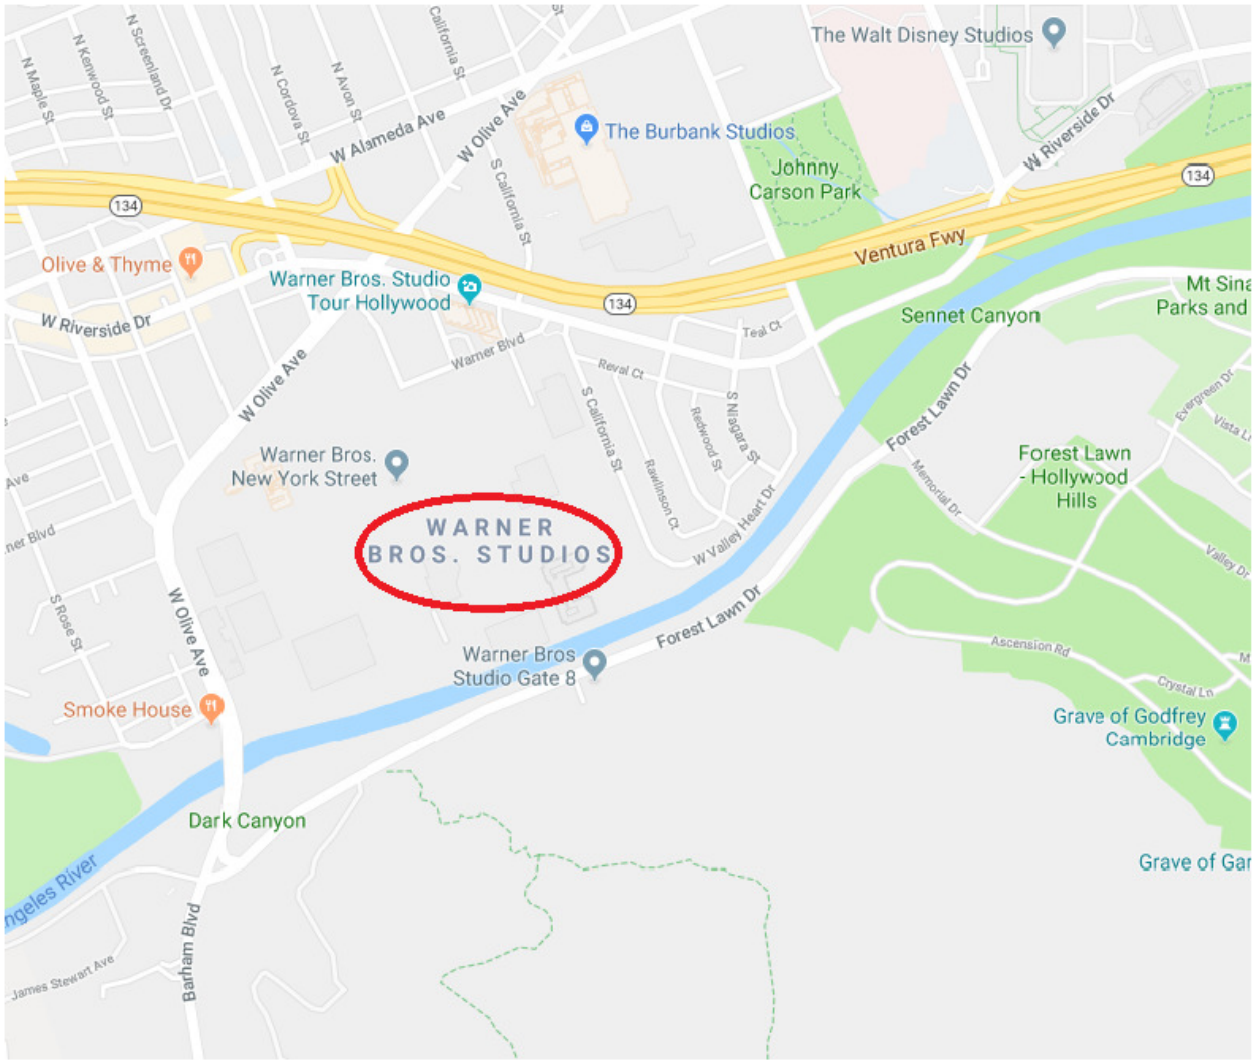 California St
N Screenland Dr
N Kenwood St
N Maple St
N Cordova St
N Avon St
The Walt Disney Studios
W Olive Ave
W Alameda Ave
The Burbank Studios
W Riverside Dr
Johnny
Carson Park
S California St
134
134
Ventura Fwy
Olive & Thyme
Warner Bros. Studio
Tour Hollywood
134
Mt Sina
Parks and
Sennet Canyon
W Riverside Dr
Teal Ct
Warner Blvd
Reval Ct
W Olive Ave
Forest Lawn Dr
Evergreen Dr
S California St
Redwood St
S Niagara St
Vista L
Warner Bros.
New York Street
Rawlinson Ct
Forest Lawn
- Hollywood
Hills
Memorial Dr
Ave
ner Blvd
WARNER
BROS. STUDIOS
W Valley Heart Dr
Valley Dr
S Rose St
W Olive Ave
Forest Lawn Dr
Warner Bros
Studio Gate 8
Ascension Rd
M
Crystal Ln
Smoke House
Grave of Godfrey
Cambridge
Dark Canyon
Grave of Gar
ngeles River
Barham Blvd
James Stewart Ave